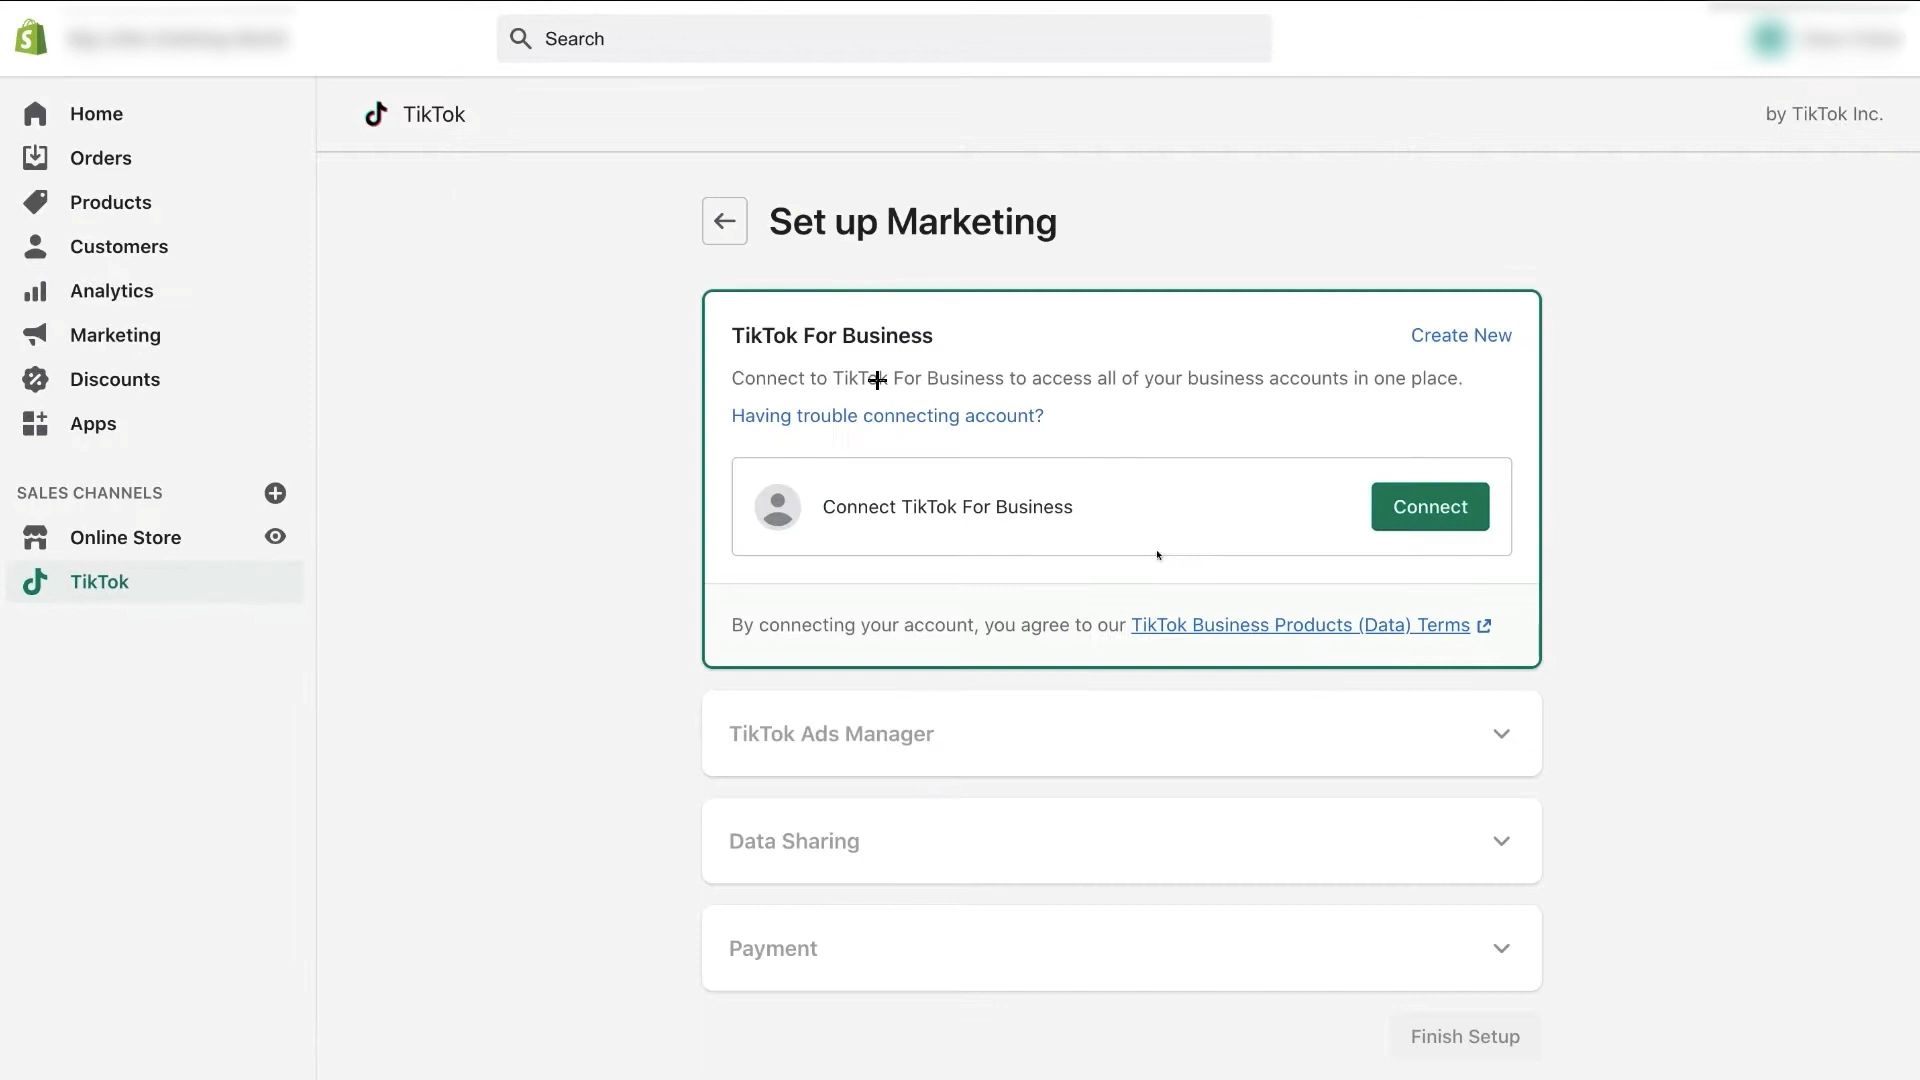 Search
Home
Orders
Products
Customers
Analytics
Marketing
Discounts
Apps
SALES CHANNELS
Online Store
TikTok
TikTok
by TikTok Inc.
Set up Marketing
TikTok For Business
Create New
Connect to TikTok For Business to access all of your business accounts in one place.
Having trouble connecting account?
Connect TikTok For Business
Connect
By connecting your account, you agree to our TikTok Business Products (Data) Terms
TikTok Ads Manager
Data Sharing
Payment
Finish Setup